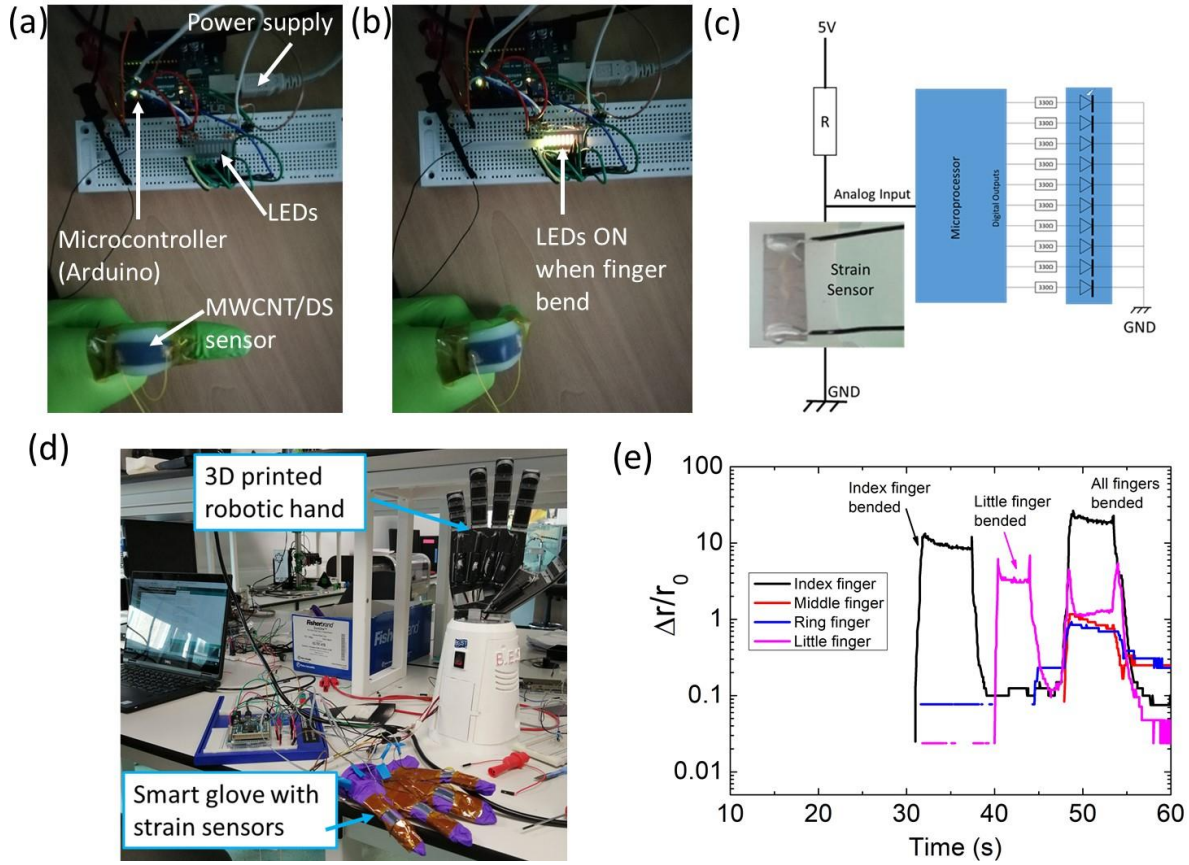 (a)
Power supply
LEDs
Microcontroller
(Arduino)
MWCNT/DS
sensor
(b)
LEDs ON
when finger
bend
(c)
5V
R
Analog Input
Microprocessor
Digital Outputs
330Ω
330Ω
330Ω
330Ω
330Ω
330Ω
330Ω
330Ω
330Ω
330Ω
Strain
Sensor
GND
GND
(d)
3D printed
robotic hand
Fisherbrand
Fisher
Smart glove with
strain sensors
(e)
Δr/r0
100
10
1
0.1
0.01
Index finger
bended
Little finger
bended
All fingers
bended
Index finger
Middle finger
Ring finger
Little finger
10 20 30 40 50 60
Time (s)